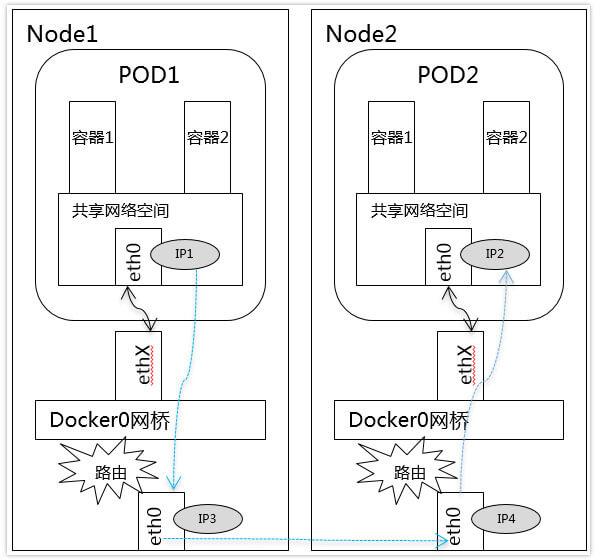 Node1
POD1
容器1
容器2
共享网络空间
eth0
IP1
ethX
Docker0网桥
路由
eth0
IP3
Node2
POD2
容器1
容器2
共享网络空间
eth0
IP2
ethX
Docker0网桥
路由
eth0
IP4